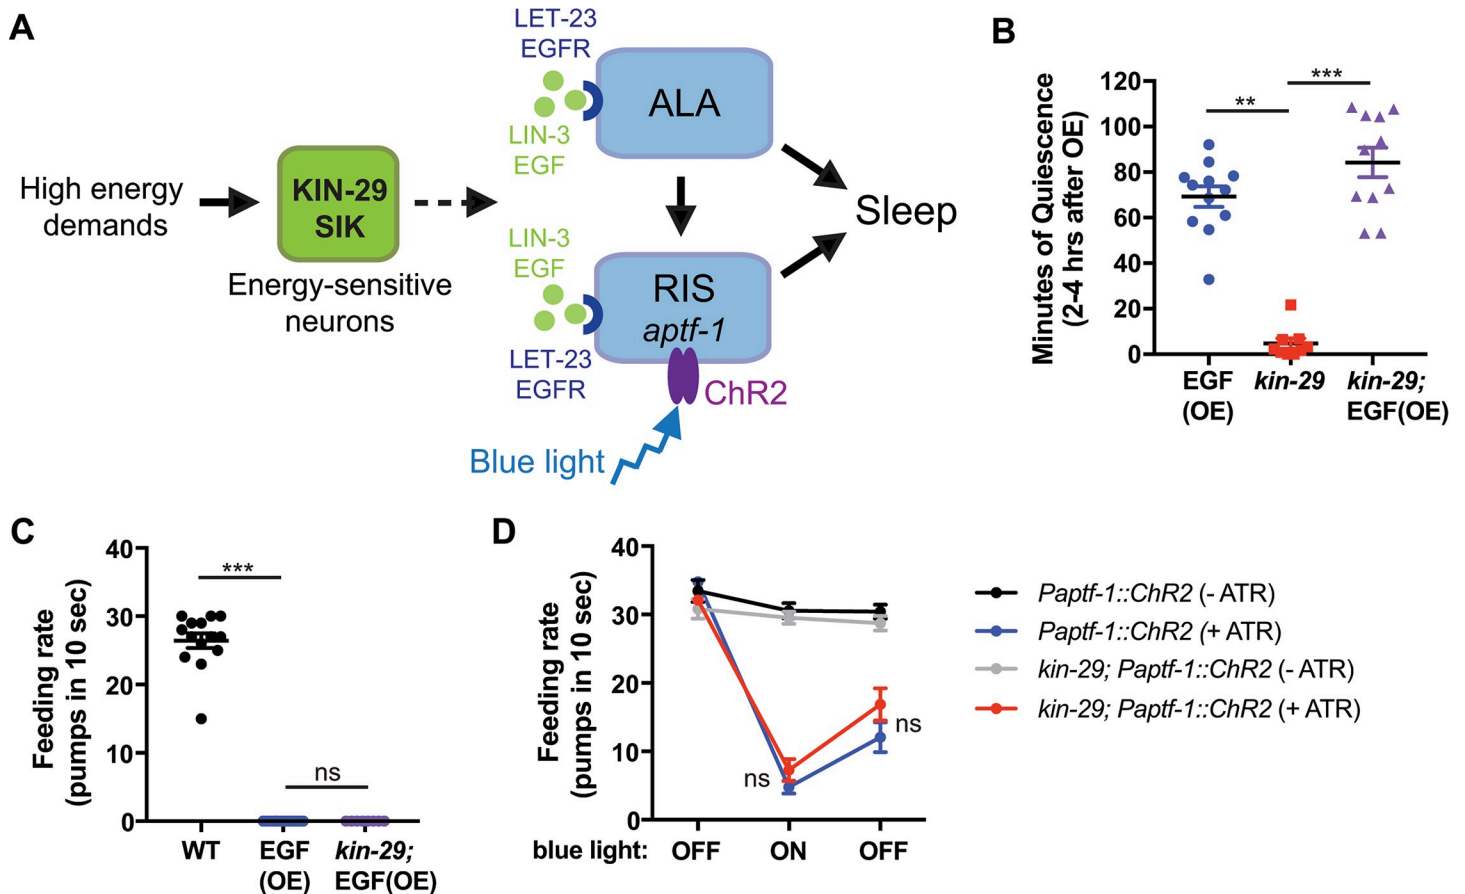 A
LET-23
EGFR
LIN-3
EGF
ALA
High energy
demands
KIN-29
SIK
Energy-sensitive
neurons
LIN-3
EGF
LET-23
EGFR
RIS
aptf-1
ChR2
Blue light
Sleep
B
Minutes of Quiescence
(2-4 hrs after OE)
120
100
80
60
40
20
0
**
***
EGF
(OE)
kin-29
kin-29;
EGF(OE)
C
Feeding rate
(pumps in 10 sec)
40
30
20
10
0
***
ns
WT
EGF
(OE)
kin-29;
EGF(OE)
D
Feeding rate
(pumps in 10 sec)
40
30
20
10
0
ns
ns
blue light: OFF ON OFF
Paptf-1::ChR2 (- ATR)
Paptf-1::ChR2 (+ ATR)
kin-29; Paptf-1::ChR2 (- ATR)
kin-29; Paptf-1::ChR2 (+ ATR)